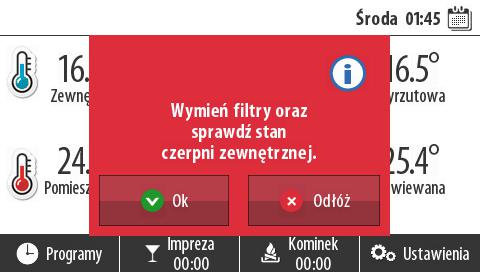 Środa 01:45
16.
16.5°
Zewnę
yrzutowa
Wymień filtry oraz
sprawdź stan
czerpni zewnętrznej.
24.
25.4°
Pomiesz
wiewana
Ok
Odłóż
Programy
Impreza
00:00
Kominek
00:00
Ustawienia